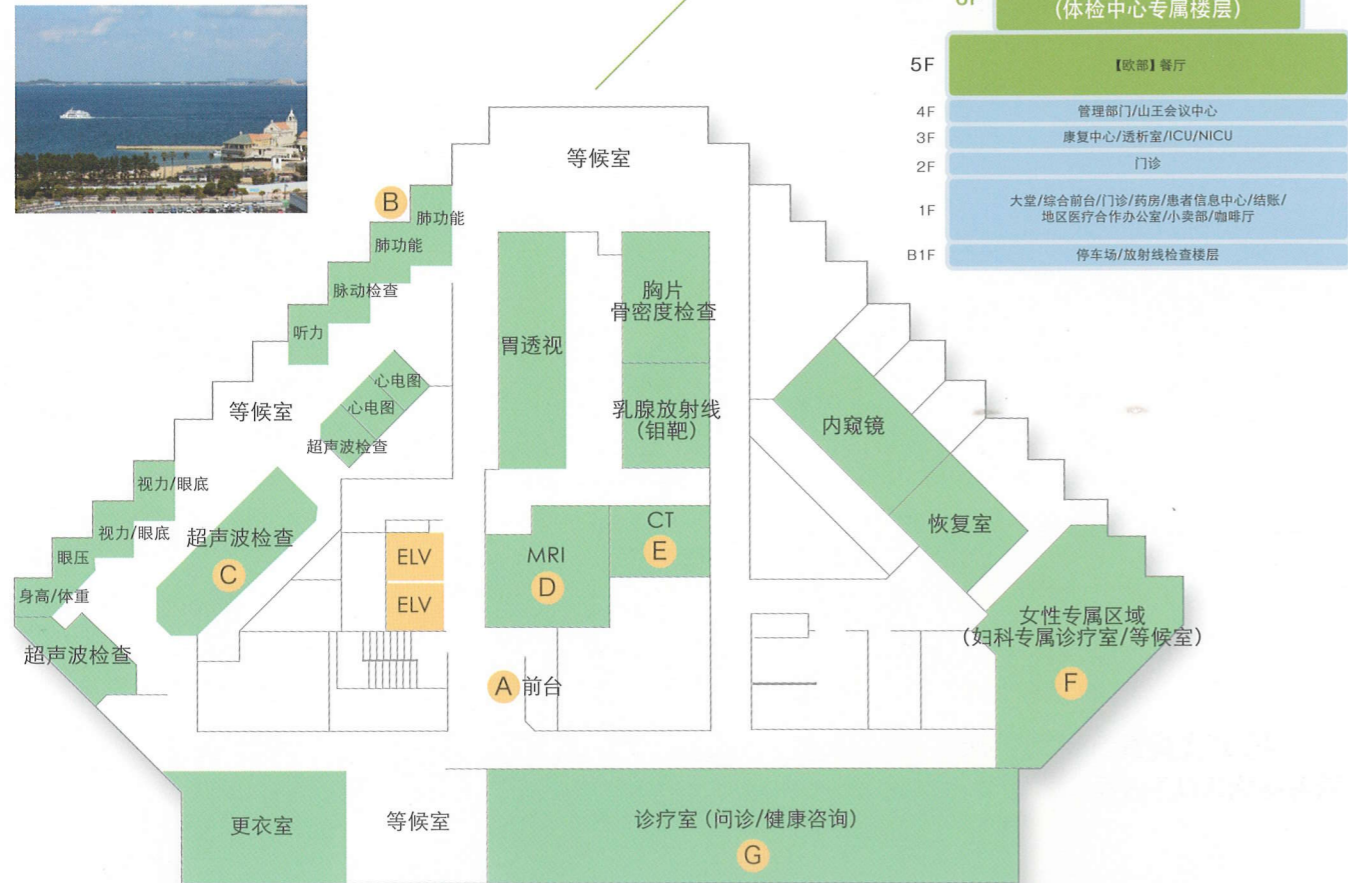 (体检中心专属楼层)
5F
【欧部】餐厅
4F
管理部门/山王会议中心
3F
康复中心/透析室/ICU/NICU
2F
门诊
1F
大堂/综合前台/门诊/药房/患者信息中心/结账/
地区医疗合作办公室/小卖部/咖啡厅
B1F
停车场/放射线检查楼层
等候室
B
肺功能
肺功能
脉动检查
听力
胃透视
胸片
骨密度检查
心电图
心电图
超声波检查
等候室
乳腺放射线
(钼靶)
内窥镜
恢复室
视力/眼底
视力/眼底
眼压
身高/体重
超声波检查
超声波检查
C
ELV
ELV
MRI
D
CT
E
女性专属区域
(妇科专属诊疗室/等候室)
F
A 前台
更衣室
等候室
诊疗室(问诊/健康咨询)
G